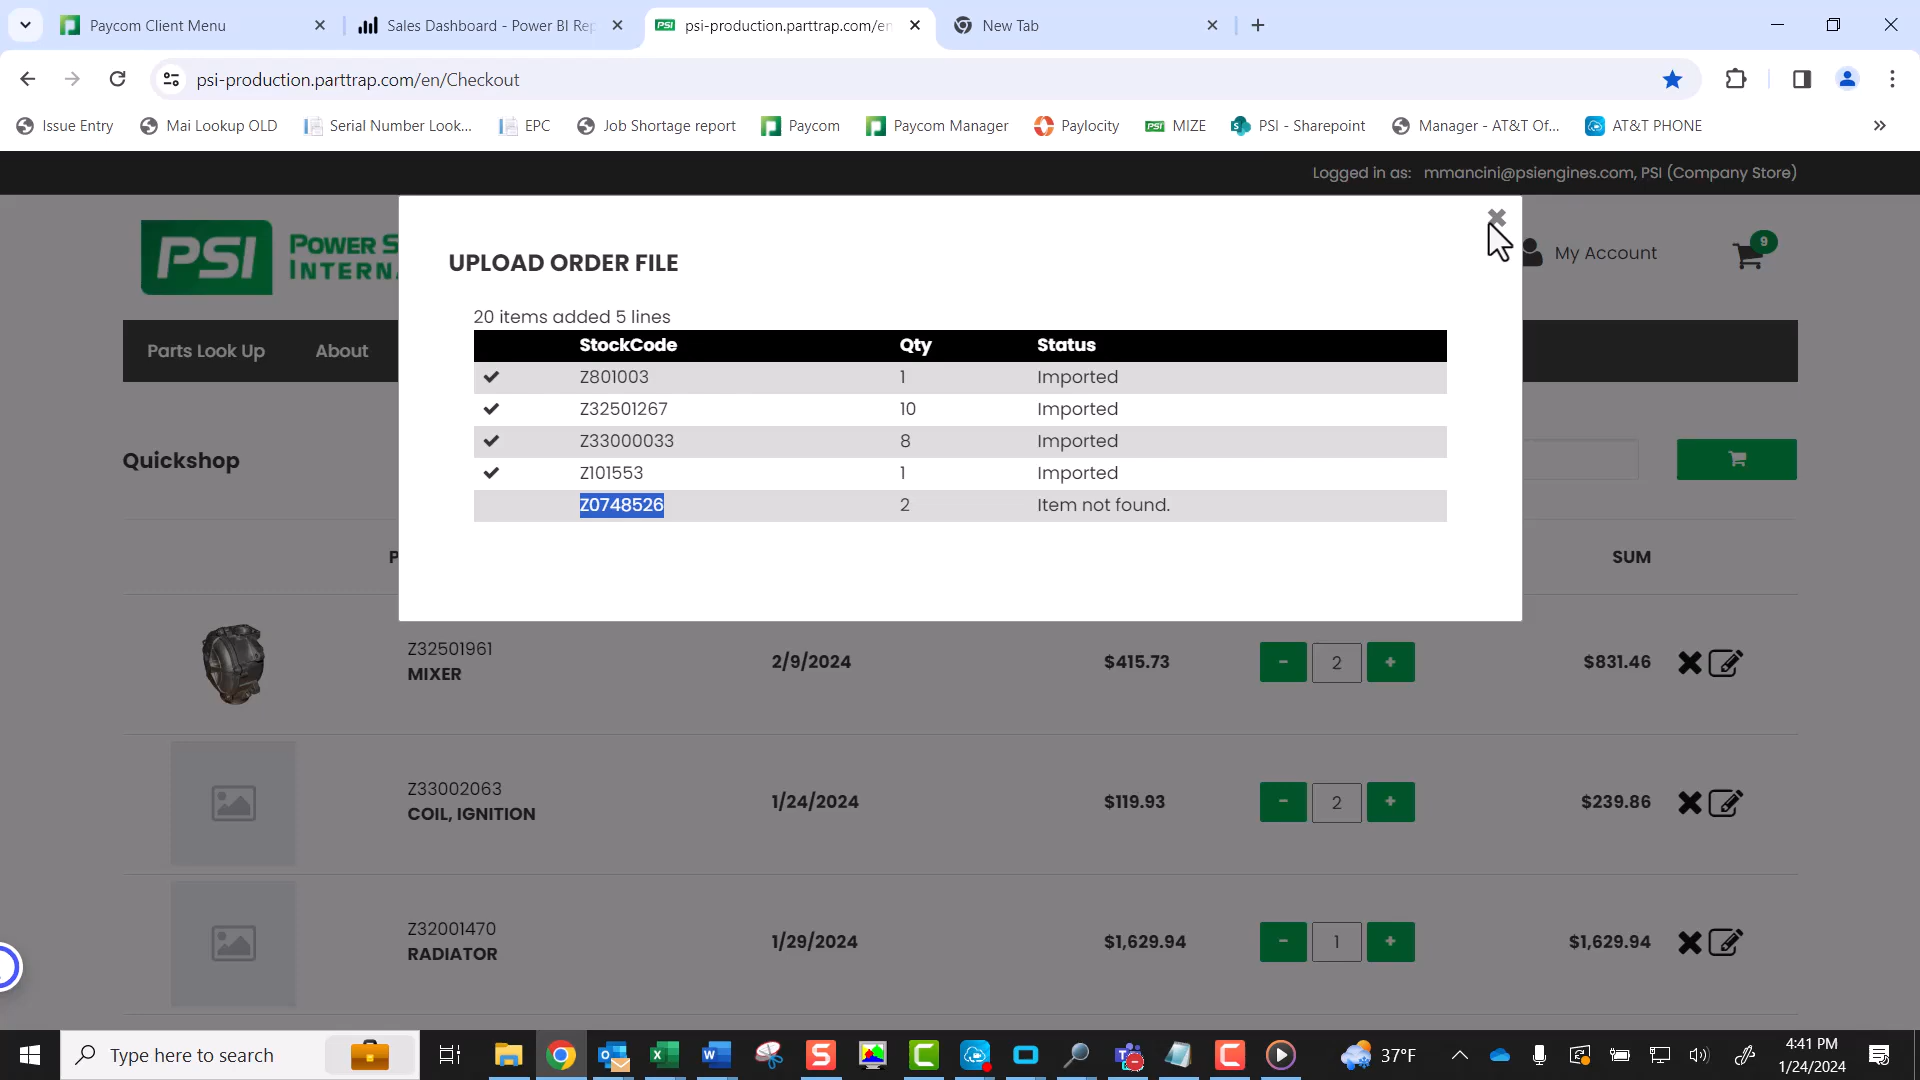 Paycom Client Menu
Sales Dashboard - Power BI Rep
psi-production.parttrap.com/en
New Tab
psi-production.parttrap.com/en/Checkout
Issue Entry
Mai Lookup OLD
Serial Number Look...
EPC
Job Shortage report
Paycom
Paycom Manager
Paylocity
MIZE
PSI - Sharepoint
Manager - AT&T Of...
AT&T PHONE
Logged in as: mmancini@psiengines.com, PSI (Company Store)
PSI
POWER S
INTERNA
My Account
9
Parts Look Up
About
UPLOAD ORDER FILE
20 items added 5 lines
StockCode Qty Status
Z801003 1 Imported
Z32501267 10 Imported
Z33000033 8 Imported
Z101553 1 Imported
Z0748526 2 Item not found.
Quickshop
P
SUM
Z32501961
MIXER
2/9/2024
$415.73
- 2 +
$831.46
Z33002063
COIL, IGNITION
1/24/2024
$119.93
- 2 +
$239.86
Z32001470
RADIATOR
1/29/2024
$1,629.94
- 1 +
$1,629.94
Type here to search
37°F
4:41 PM
1/24/2024